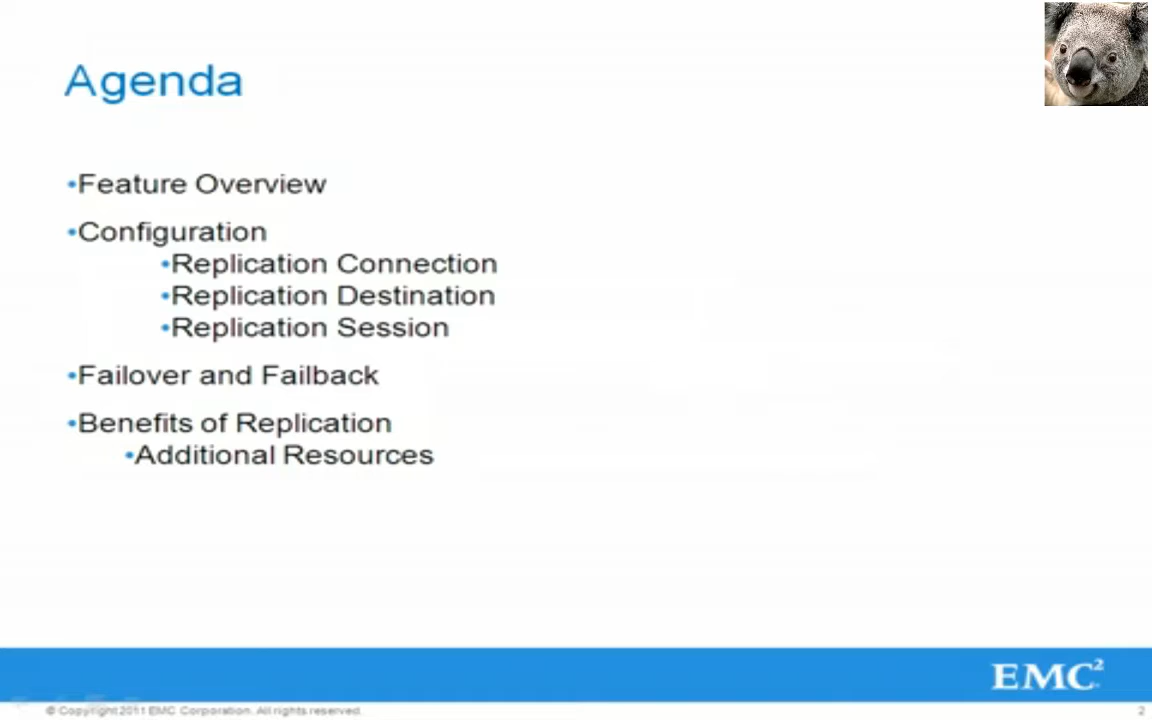 Agenda
•Feature Overview
•Configuration
•Replication Connection
•Replication Destination
•Replication Session
•Failover and Failback
•Benefits of Replication
•Additional Resources
EMC²
© Copyright 2011 EMC Corporation. All rights reserved.
2